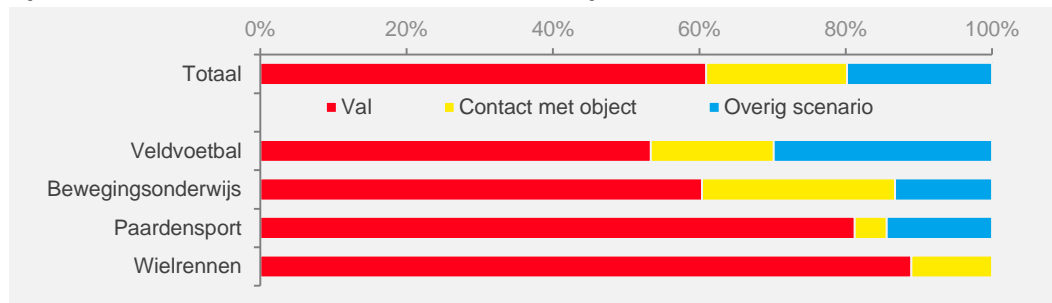 0% 20% 40% 60% 80% 100%
Totaal
Val Contact met object Overig scenario
Veldvoetbal
Bewegingsonderwijs
Paardensport
Wielrennen